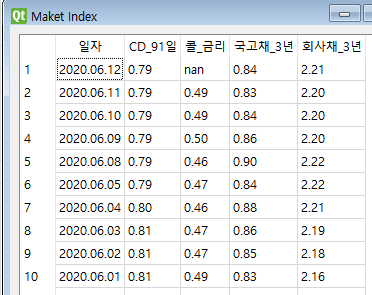 Qt Maket Index
일자 CD_91일 콜_금리 국고채_3년 회사채_3년
1 2020.06.12 0.79 nan 0.84 2.21
2 2020.06.11 0.79 0.49 0.83 2.20
3 2020.06.10 0.79 0.49 0.84 2.20
4 2020.06.09 0.79 0.50 0.86 2.20
5 2020.06.08 0.79 0.46 0.90 2.22
6 2020.06.05 0.79 0.47 0.84 2.22
7 2020.06.04 0.80 0.46 0.88 2.21
8 2020.06.03 0.81 0.47 0.86 2.19
9 2020.06.02 0.81 0.47 0.85 2.18
10 2020.06.01 0.81 0.49 0.83 2.16